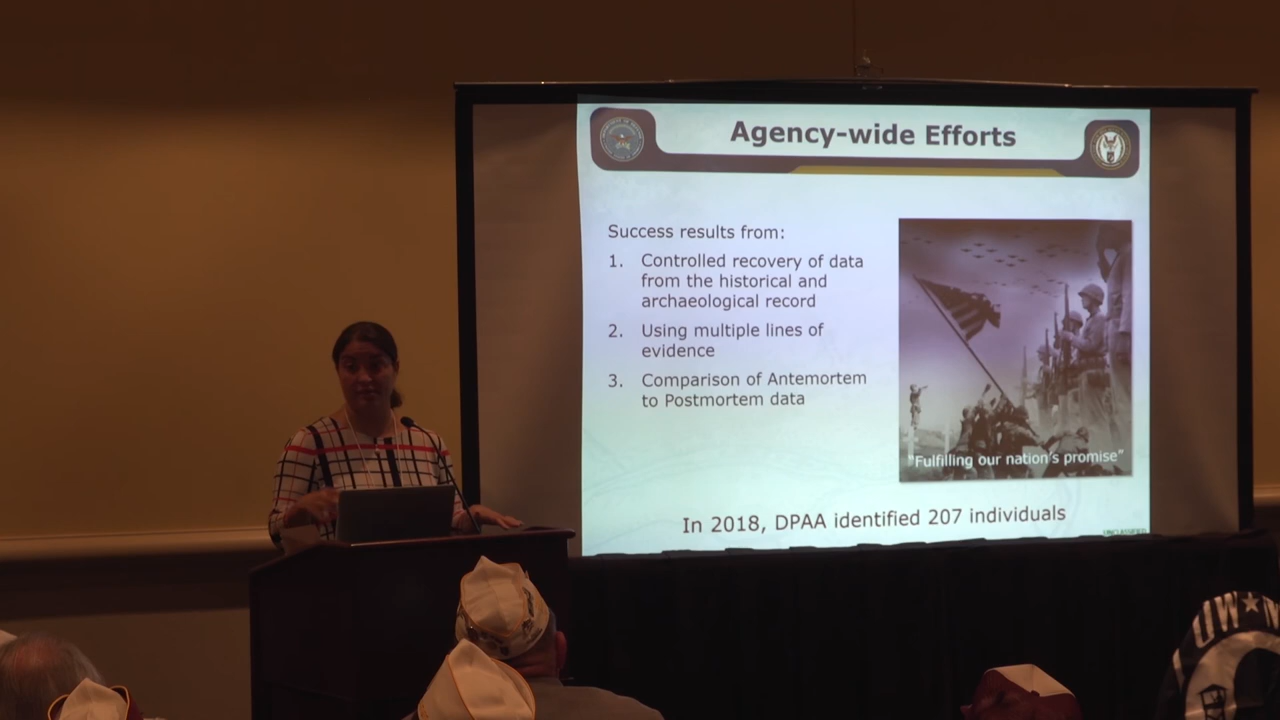 Agency-wide Efforts
Success results from:
1. Controlled recovery of data
from the historical and
archaeological record
2. Using multiple lines of
evidence
3. Comparison of Antemortem
to Postmortem data
"Fulfilling our nation's promise"
In 2018, DPAA identified 207 individuals
UNCLASSIFIED
OW★M